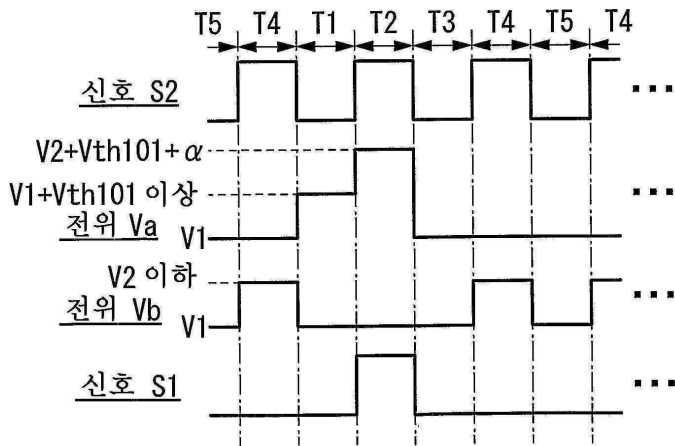 T5 T4 T1 T2 T3 T4 T5 T4
신호 S2
V2+Vth101+α
V1+Vth101 이상
전위 Va V1
V2 이하
전위 Vb V1
신호 S1